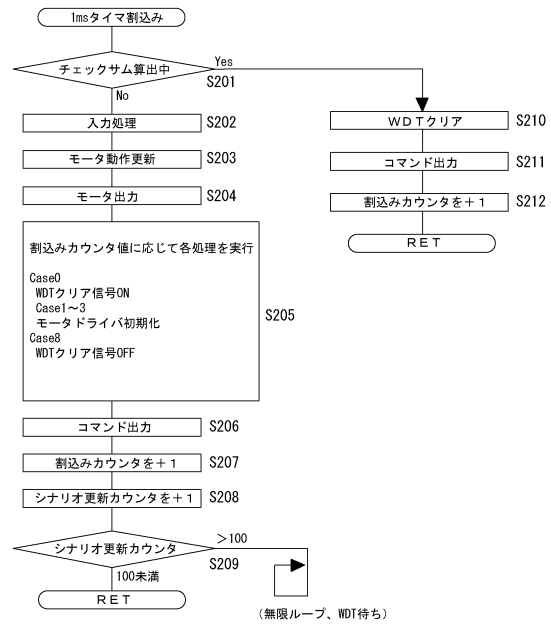 1msタイマ割込み
チェックサム算出中
S201
Yes
No
入力処理
S202
モータ動作更新
S203
モータ出力
S204
割込みカウンタ値に応じて各処理を実行
Case0
WDTクリア信号ON
Case1～3
モータドライバ初期化
Case8
WDTクリア信号OFF
S205
コマンド出力
S206
割込みカウンタを＋1
S207
シナリオ更新カウンタを＋1
S208
シナリオ更新カウンタ
S209
>100
100未満
RET
(無限ループ、WDT待ち)
WDTクリア
S210
コマンド出力
S211
割込みカウンタを＋1
S212
RET